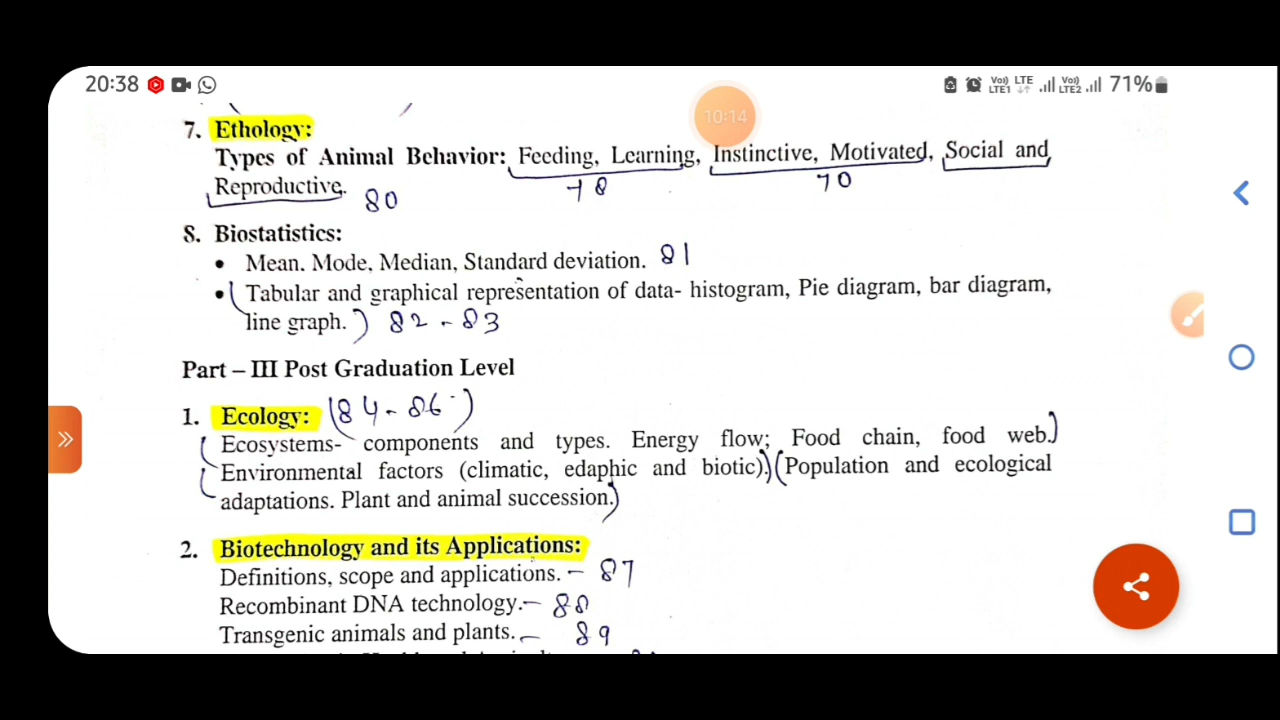 20:38 Vo)) LTE1 LTE Vo)) LTE2 71%
10:14
7. Ethology:
Types of Animal Behavior: Feeding, Learning, Instinctive, Motivated, Social and
Reproductive. 80 78 70
8. Biostatistics:
• Mean. Mode, Median, Standard deviation. 81
• Tabular and graphical representation of data- histogram, Pie diagram, bar diagram,
line graph.) 82 - 83
Part – III Post Graduation Level
1. Ecology: (84 - 86)
(Ecosystems- components and types. Energy flow; Food chain, food web.)
(Environmental factors (climatic, edaphic and biotic).) (Population and ecological
adaptations. Plant and animal succession.)
2. Biotechnology and its Applications:
Definitions, scope and applications. – 87
Recombinant DNA technology. – 88
Transgenic animals and plants. – 89